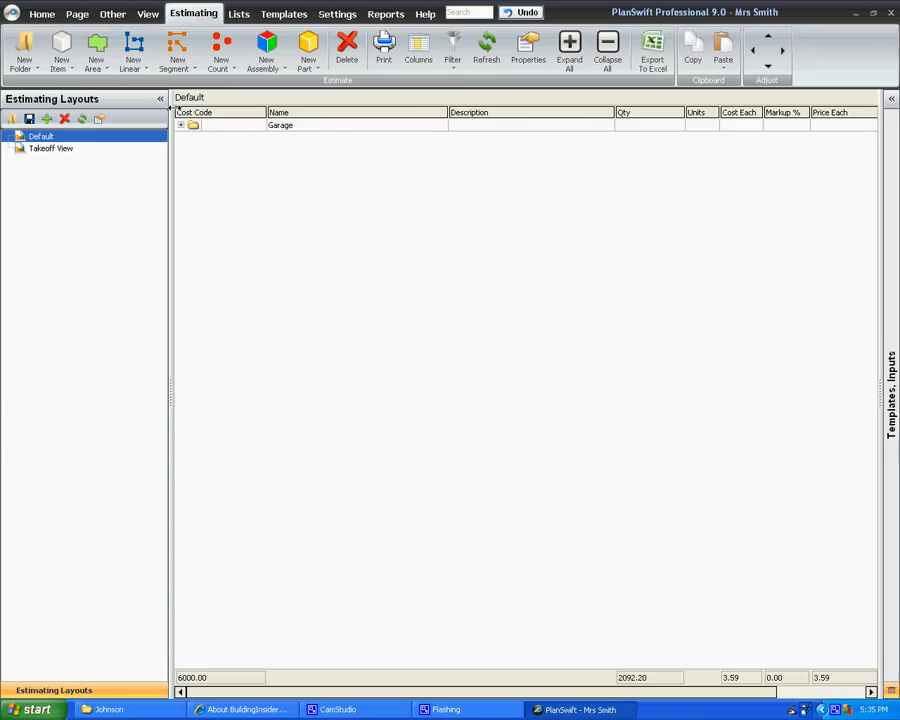 Home Page Other View Estimating Lists Templates Settings Reports Help Search Undo PlanSwift Professional 9.0 - Mrs Smith
New Folder New Item New Area New Linear New Segment New Count New Assembly New Part Delete Print Columns Filter Refresh Properties Expand All Collapse All Export To Excel Copy Paste
Estimate Clipboard Adjust
Estimating Layouts « Default «
Cost Code Name Description Qty Units Cost Each Markup % Price Each
Garage
Default
Takeoff View
Templates, Inputs
6000.00 2092.20 3.59 0.00 3.59
Estimating Layouts
start Johnson About BuildingInsider... CamStudio Flashing PlanSwift - Mrs Smith 5:35 PM